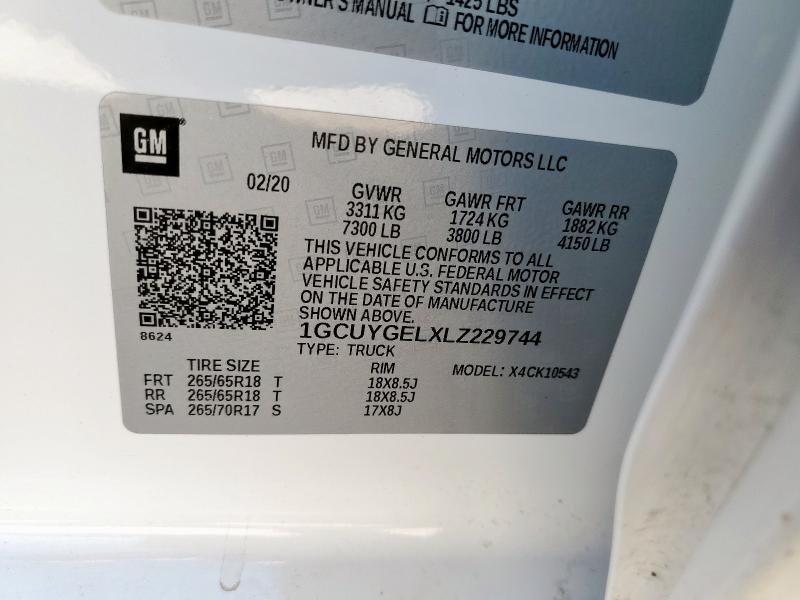 1425 LBS
OWNER'S MANUAL FOR MORE INFORMATION
GM
MFD BY GENERAL MOTORS LLC
02/20
GVWR GAWR FRT GAWR RR
3311 KG 1724 KG 1882 KG
7300 LB 3800 LB 4150 LB
THIS VEHICLE CONFORMS TO ALL
APPLICABLE U.S. FEDERAL MOTOR
VEHICLE SAFETY STANDARDS IN EFFECT
ON THE DATE OF MANUFACTURE
SHOWN ABOVE.
8624
1GCUYGELXLZ229744
TYPE: TRUCK
TIRE SIZE RIM MODEL: X4CK10543
FRT 265/65R18 T 18X8.5J
RR 265/65R18 T 18X8.5J
SPA 265/70R17 S 17X8J